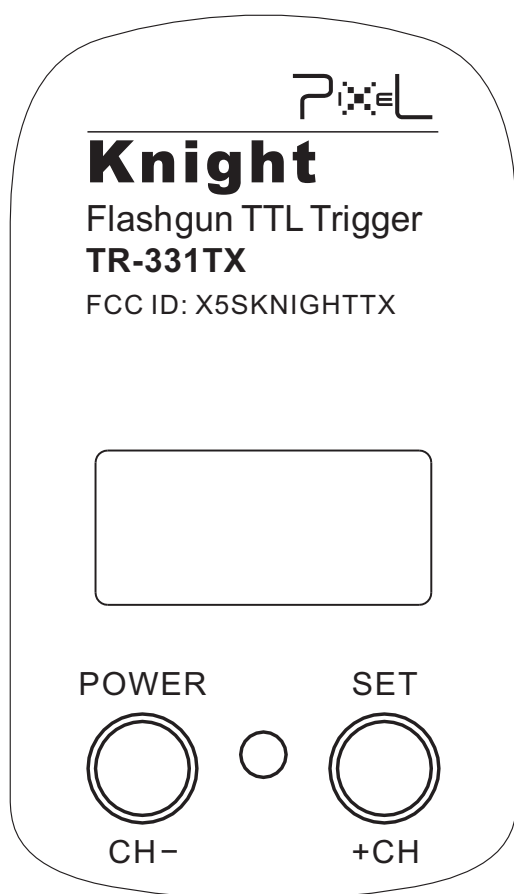 PIXEL
Knight
Flashgun TTL Trigger
TR-331TX
FCC ID: X5SKNIGHTTX
POWER SET
CH− +CH